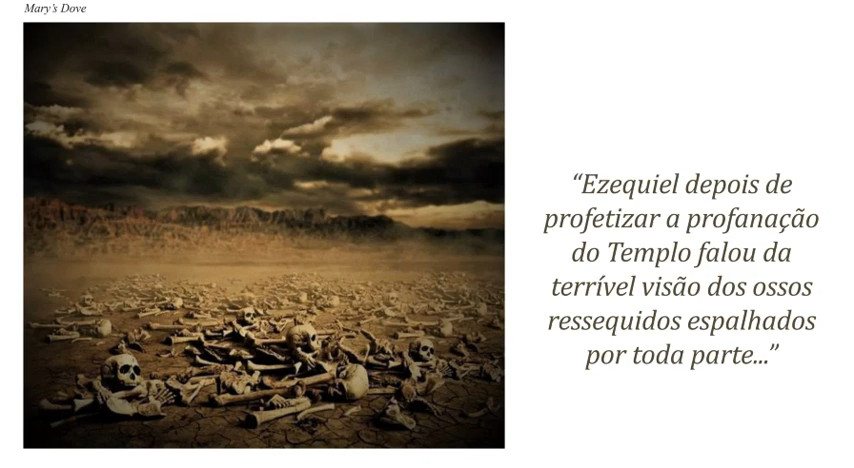 Mary's Dove
“Ezequiel depois de
profetizar a profanação
do Templo falou da
terrível visão dos ossos
ressequidos espalhados
por toda parte...”